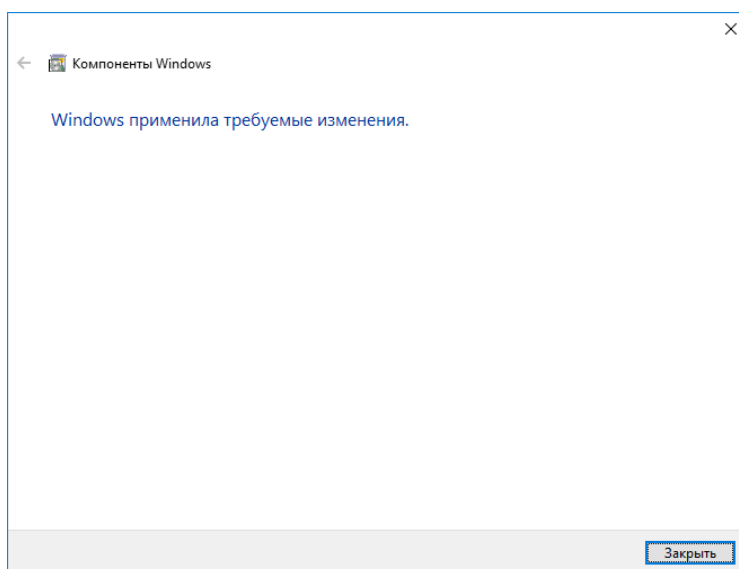 Компоненты Windows
Windows применила требуемые изменения.
Закрыть